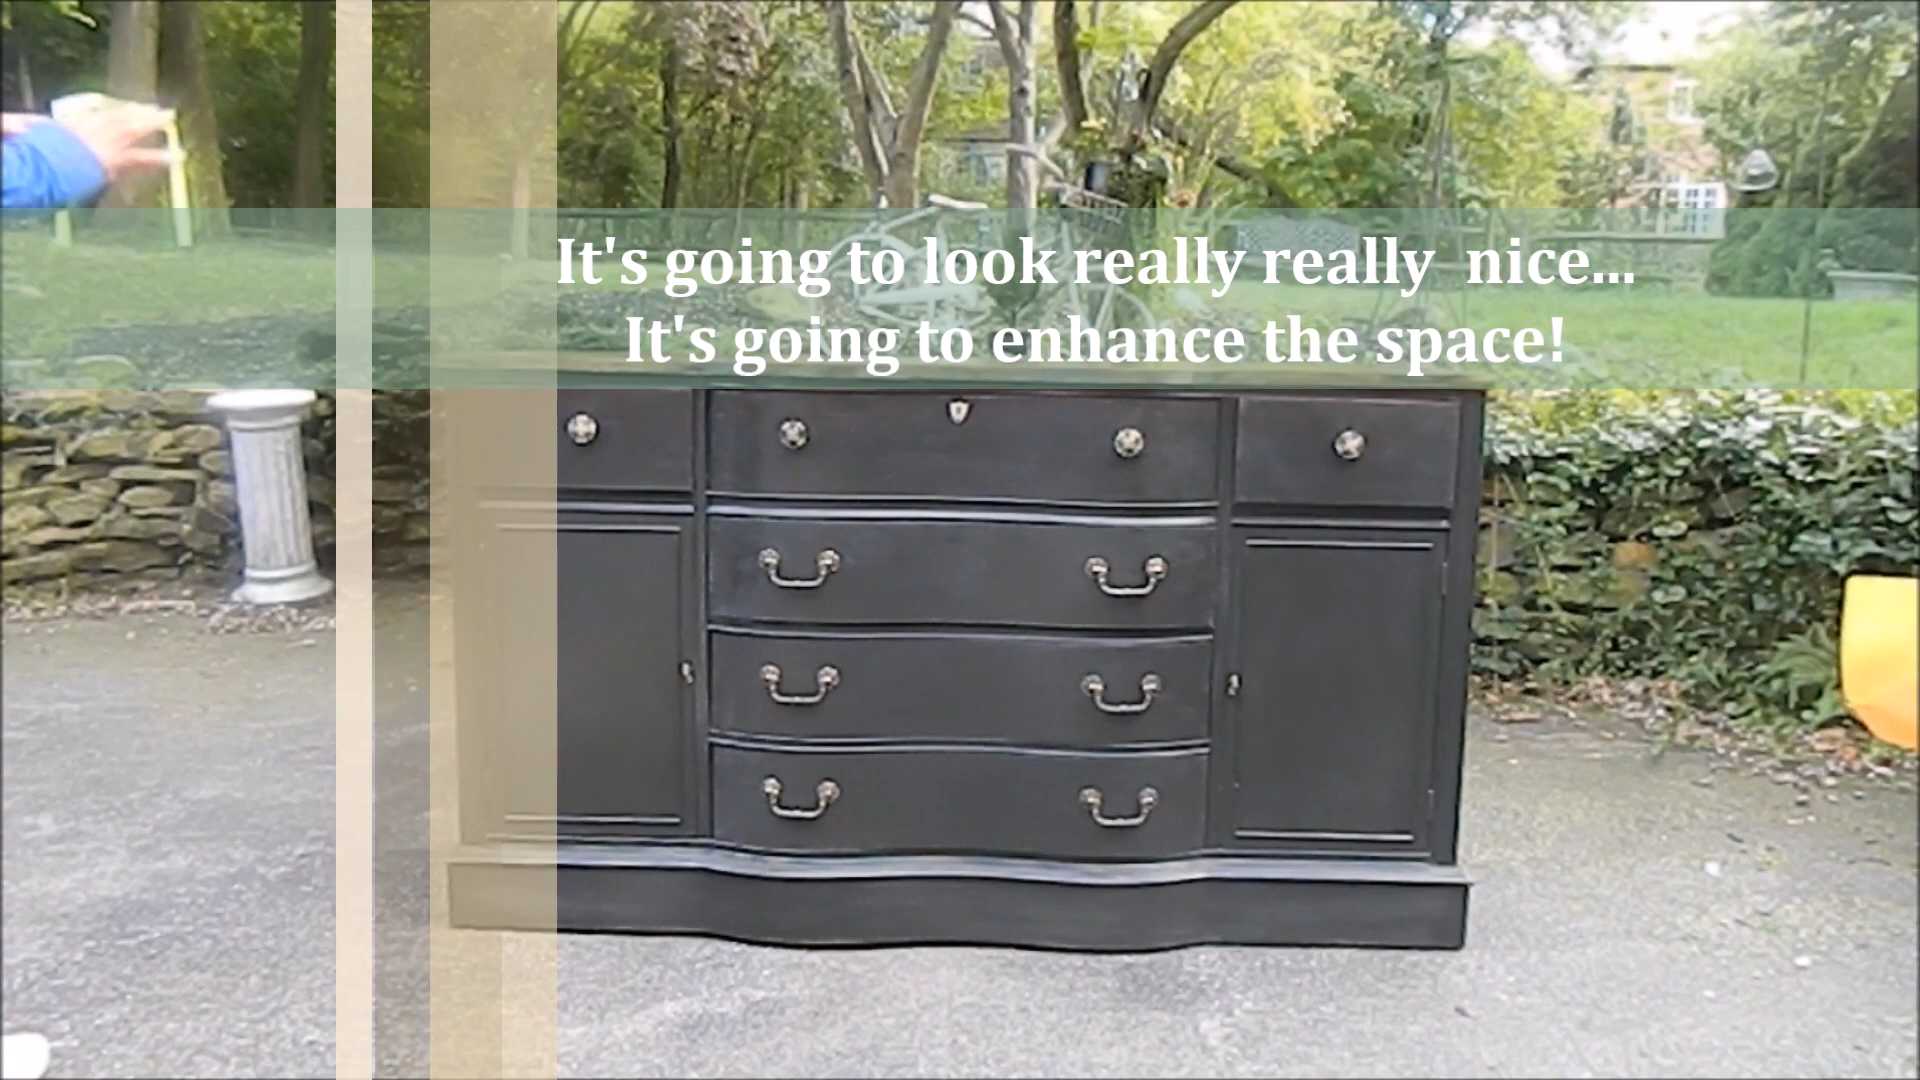 It's going to look really really  nice...
It's going to enhance the space!